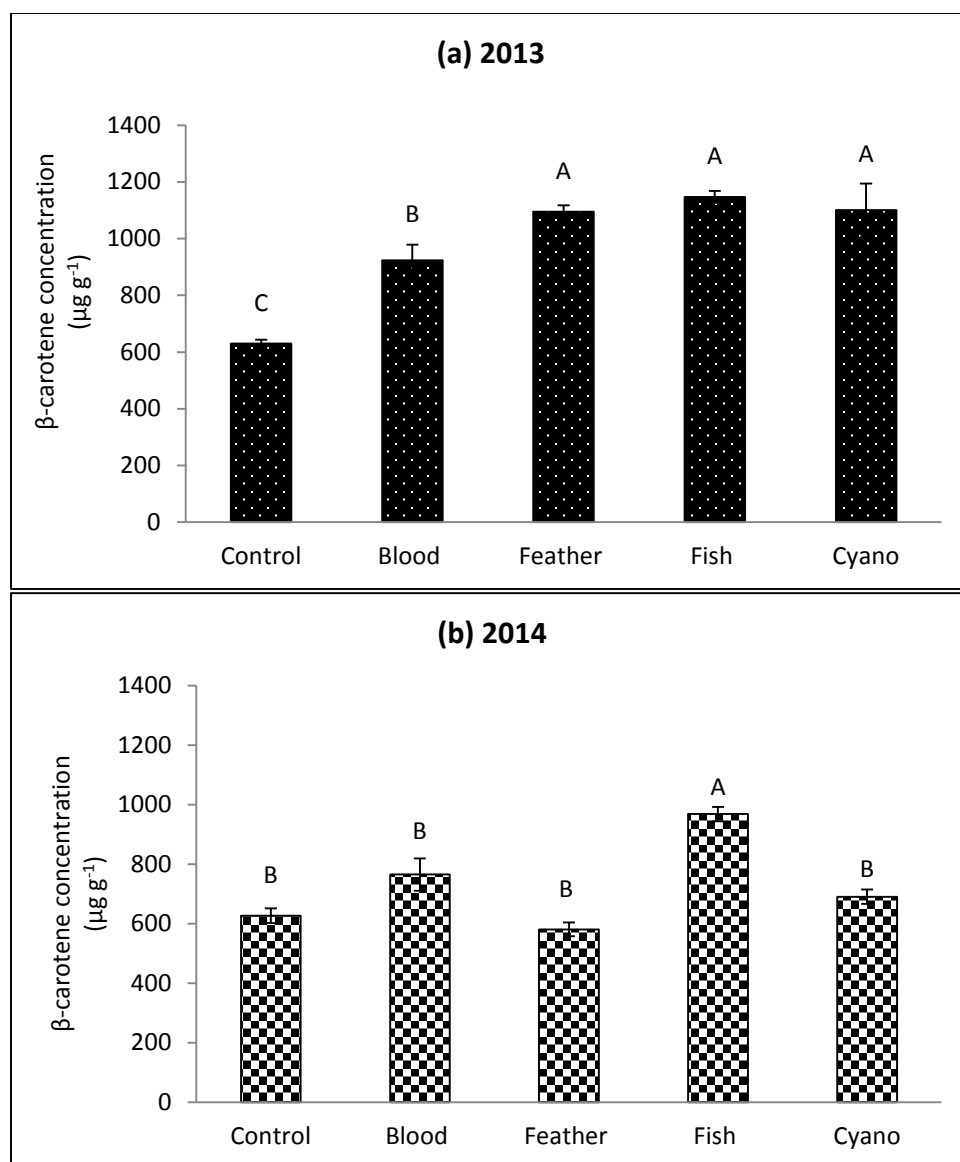 (a) 2013
β-carotene concentration
(µg g-1)
1400
1200
1000
800
600
400
200
0
C
B
A
A
A
Control Blood Feather Fish Cyano
(b) 2014
β-carotene concentration
(µg g-1)
1400
1200
1000
800
600
400
200
0
B
B
B
A
B
Control Blood Feather Fish Cyano